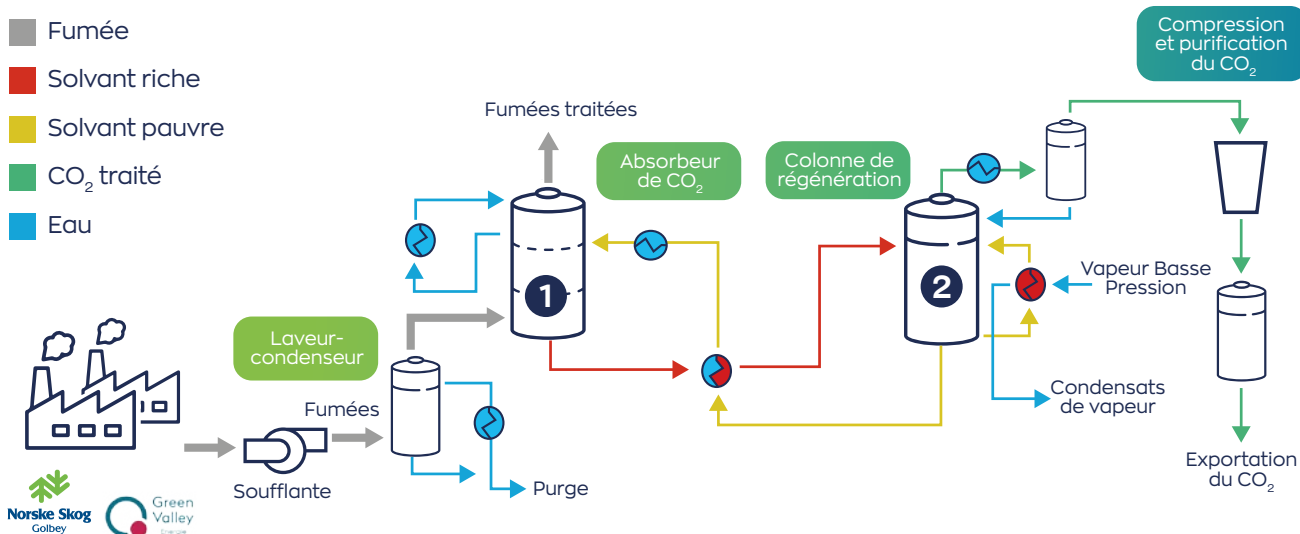 Fumée
Solvant riche
Solvant pauvre
CO₂ traité
Eau
Compression
et purification
du CO₂
Fumées traitées
Absorbeur
de CO₂
Colonne de
régénération
1
2
Vapeur Basse
Pression
Laveur-
condenseur
Fumées
Condensats
de vapeur
Soufflante
Purge
Exportation
du CO₂
Norske Skog
Golbey
Green
Valley
Energie